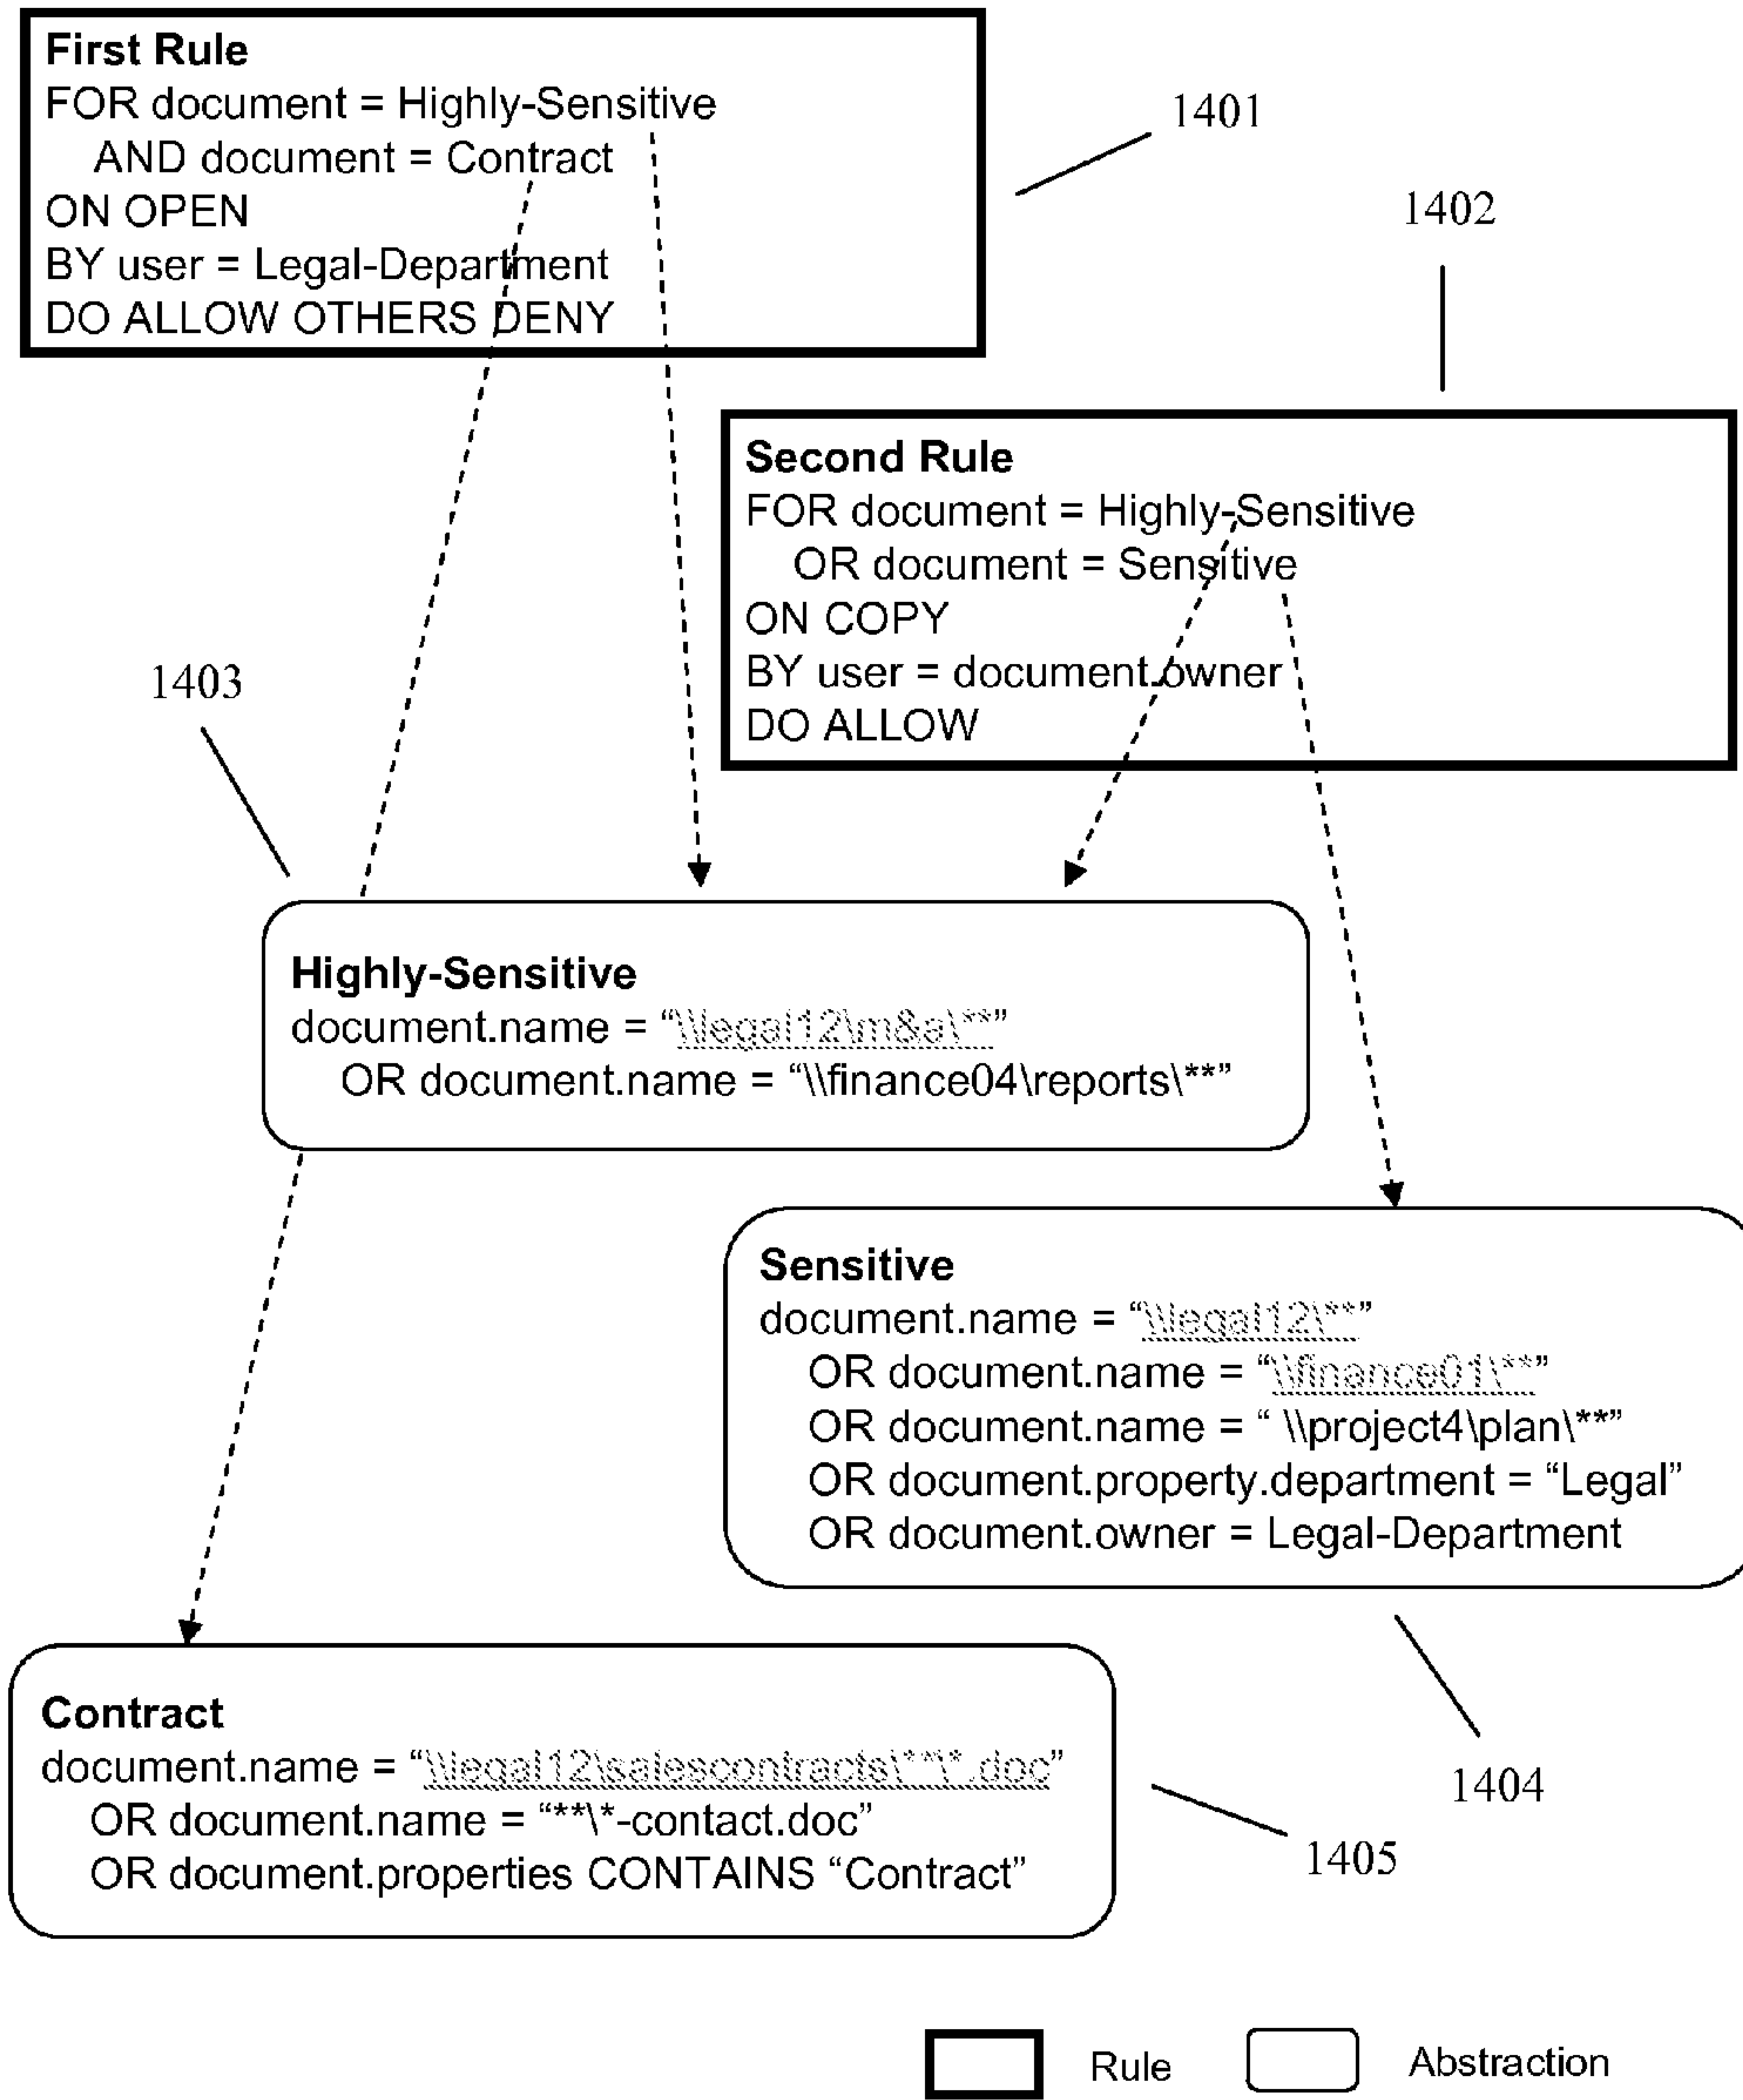 First Rule
FOR document = Highly-Sensitive
AND document = Contract
ON OPEN
BY user = Legal-Department
DO ALLOW OTHERS DENY
1401
1402
Second Rule
FOR document = Highly-Sensitive
OR document = Sensitive
ON COPY
BY user = document.owner
DO ALLOW
1403
Highly-Sensitive
document.name = “\\legal12\m&a\**”
OR document.name = “\\finance04\reports\**”
Sensitive
document.name = “\\legal12\**”
OR document.name = “\\finance01\**”
OR document.name = “ \\project4\plan\**”
OR document.property.department = “Legal”
OR document.owner = Legal-Department
1404
Contract
document.name = “\\legal12\salescontracts\**\*.doc”
OR document.name = “**\*-contact.doc”
OR document.properties CONTAINS “Contract”
1405
Rule
Abstraction